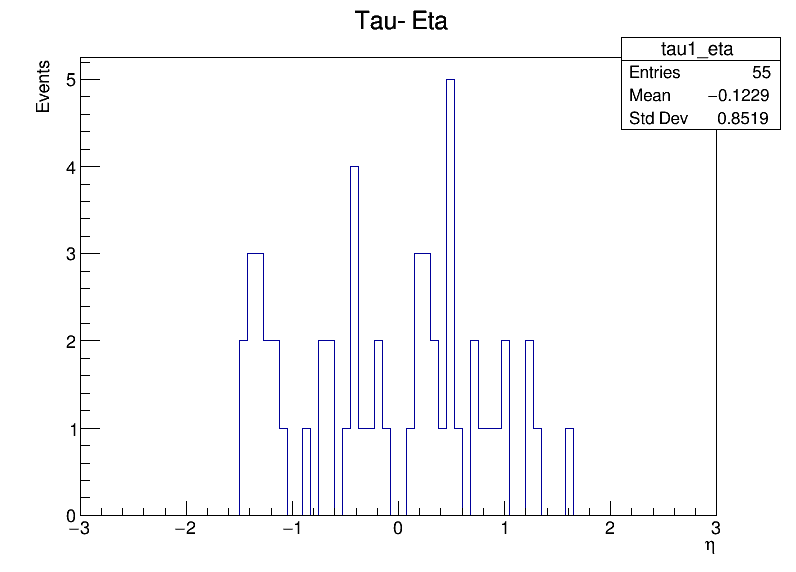 Tau- Eta
tau1_eta
Entries 55
Mean −0.1229
Std Dev 0.8519
Events
5
4
3
2
1
0
−3 −2 −1 0 1 2 3
η